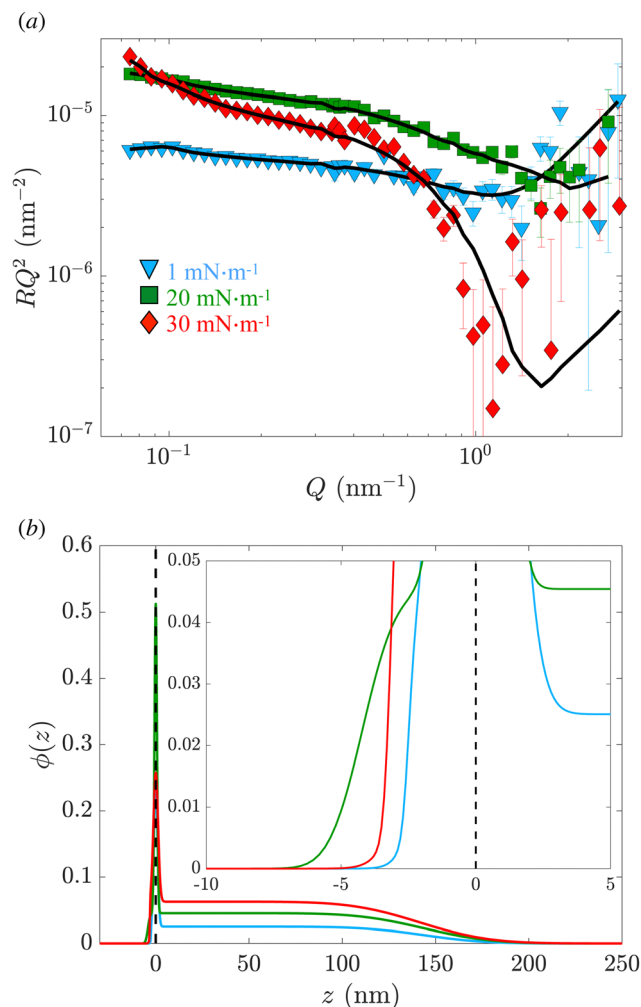 (a)
10⁻⁵
10⁻⁶
10⁻⁷
RQ² (nm⁻²)
1 mN·m⁻¹
20 mN·m⁻¹
30 mN·m⁻¹
10⁻¹ 10⁰
Q (nm⁻¹)
(b)
0.6
0.5
0.4
0.3
0.2
0.1
0
ϕ(z)
0.05
0.04
0.03
0.02
0.01
0
-10 -5 0 5
0 50 100 150 200 250
z (nm)